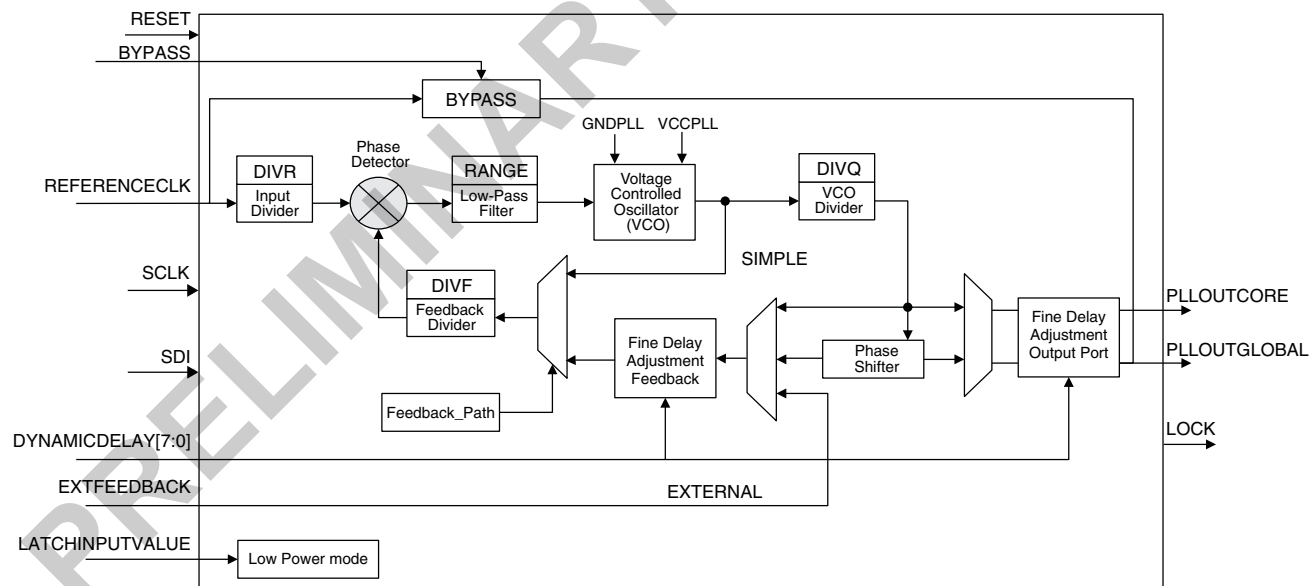 RESET
BYPASS
BYPASS
GNDPLL
VCCPLL
Phase
Detector
DIVR
Input
Divider
RANGE
Low-Pass
Filter
Voltage
Controlled
Oscillator
(VCO)
DIVQ
VCO
Divider
REFERENCECLK
SIMPLE
SCLK
DIVF
Feedback
Divider
PLLOUTCORE
Fine Delay
Adjustment
Output Port
Fine Delay
Adjustment
Feedback
Phase
Shifter
SDI
PLLOUTGLOBAL
Feedback_Path
DYNAMICDELAY[7:0]
LOCK
EXTFEEDBACK
EXTERNAL
LATCHINPUTVALUE
Low Power mode
PRELIMINAR